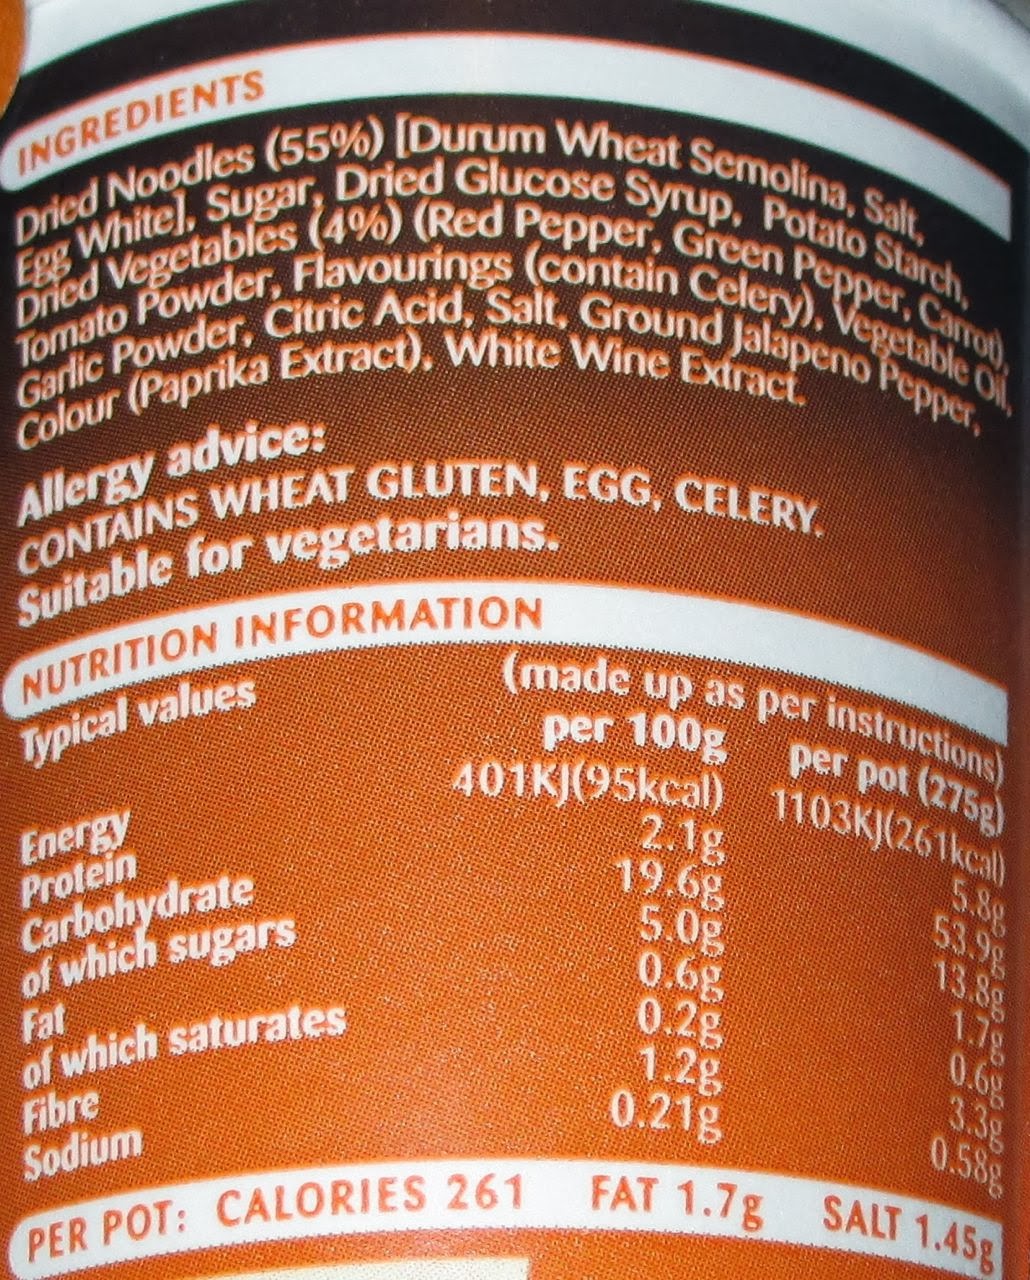 INGREDIENTS
Dried Noodles (55%) [Durum Wheat Semolina, Salt,
Egg White], Sugar, Dried Glucose Syrup, Potato Starch,
Dried Vegetables (4%) (Red Pepper, Green Pepper, Carrot),
Tomato Powder, Flavourings (contain Celery), Vegetable Oil,
Garlic Powder, Citric Acid, Salt, Ground Jalapeno Pepper,
Colour (Paprika Extract), White Wine Extract.
Allergy advice:
CONTAINS WHEAT GLUTEN, EGG, CELERY.
Suitable for vegetarians.
NUTRITION INFORMATION
Typical values (made up as per instructions)
per 100g per pot (275g)
Energy 401KJ(95kcal) 1103KJ(261kcal)
Protein 2.1g 5.8g
Carbohydrate 19.6g 53.9g
of which sugars 5.0g 13.8g
Fat 0.6g 1.7g
of which saturates 0.2g 0.6g
Fibre 1.2g 3.3g
Sodium 0.21g 0.58g
PER POT: CALORIES 261 FAT 1.7g SALT 1.45g